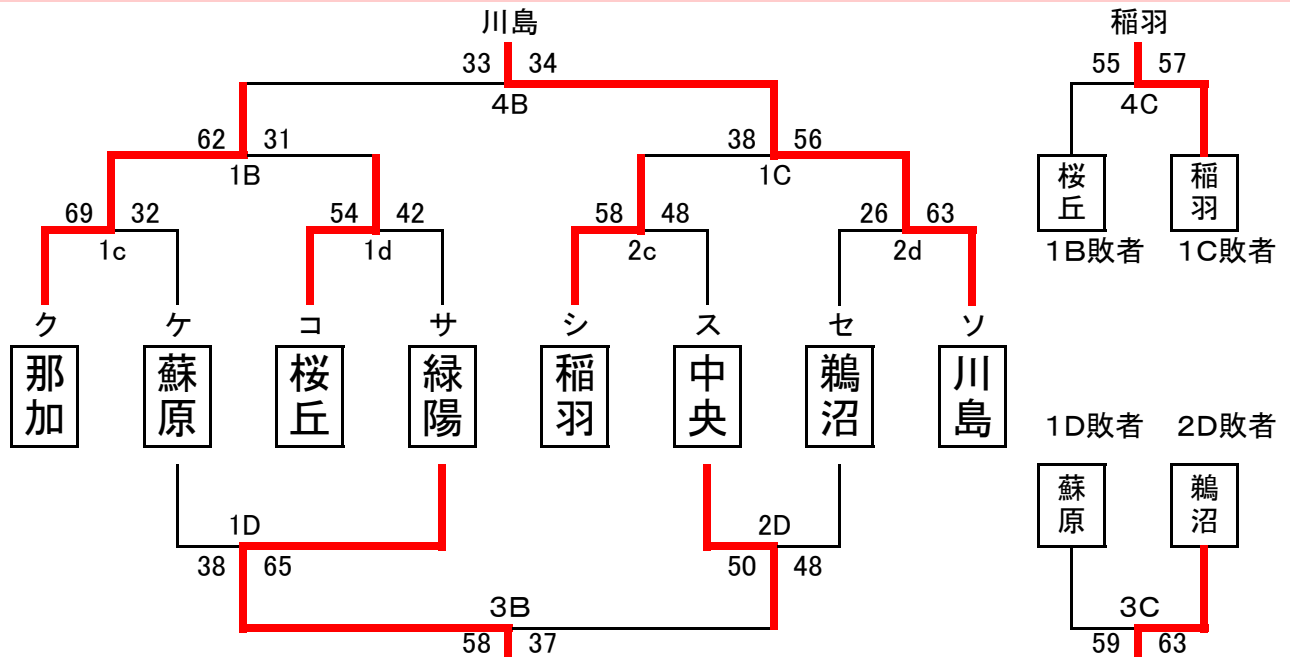 川島 稲羽
33 34 55 57
4B 4C
62 31 38 56
1B 1C
桜丘 稲羽
69 32 54 42 58 48 26 63
1c 1d 2c 2d
1B敗者 1C敗者
ク ケ コ サ シ ス セ ソ
那加 蘇原 桜丘 緑陽 稲羽 中央 鵜沼 川島
1D敗者 2D敗者
蘇原 鵜沼
1D 2D
38 65 50 48
3B 3C
58 37 59 63